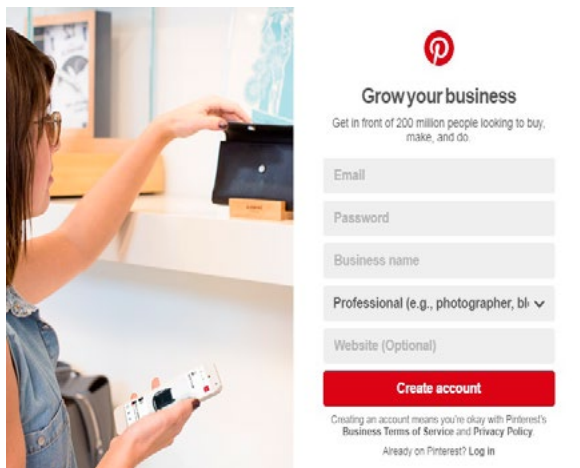 Grow your business
Get in front of 200 million people looking to buy,
make, and do.
Email
Password
Business name
Professional (e.g., photographer, bl
Website (Optional)
Create account
Creating an account means you're okay with Pinterest's
Business Terms of Service and Privacy Policy.
Already on Pinterest? Log in